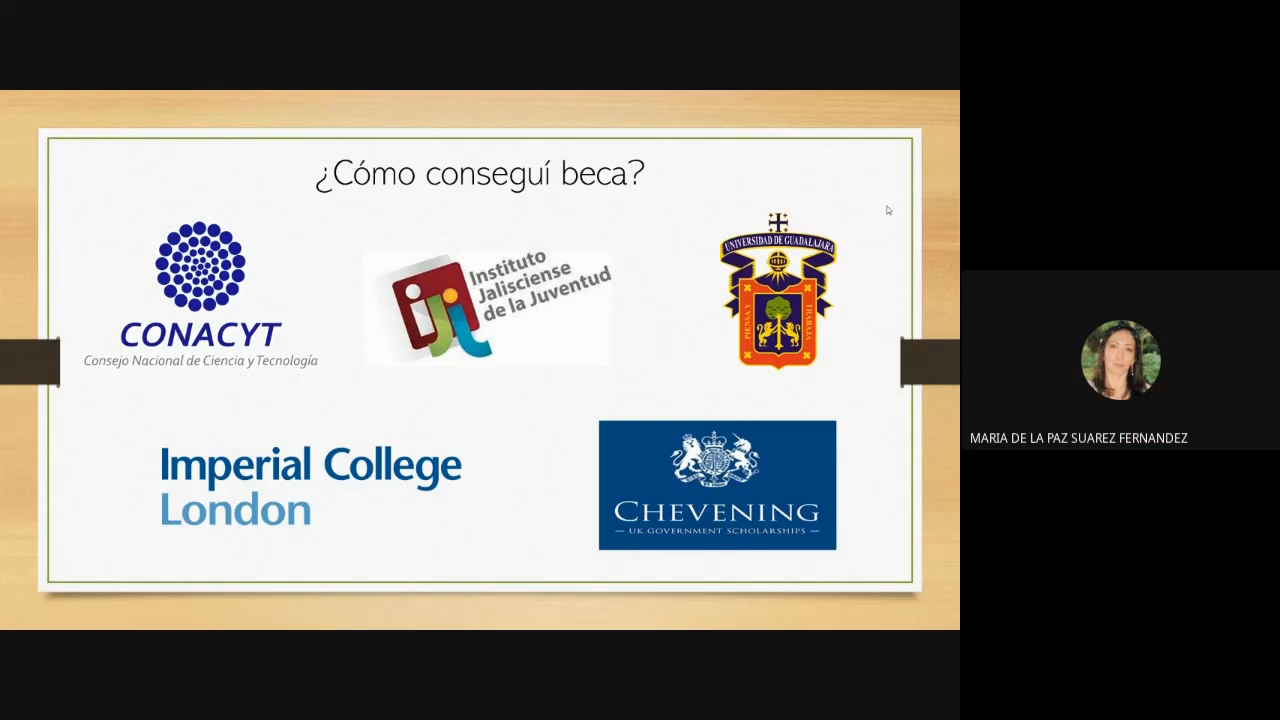 ¿Cómo conseguí beca?
CONACYT
Consejo Nacional de Ciencia y Tecnología
Instituto
Jalisciense
de la Juventud
UNIVERSIDAD DE GUADALAJARA
PIENSA Y
TRABAJA
Imperial College
London
CHEVENING
UK GOVERNMENT SCHOLARSHIPS
MARIA DE LA PAZ SUAREZ FERNANDEZ